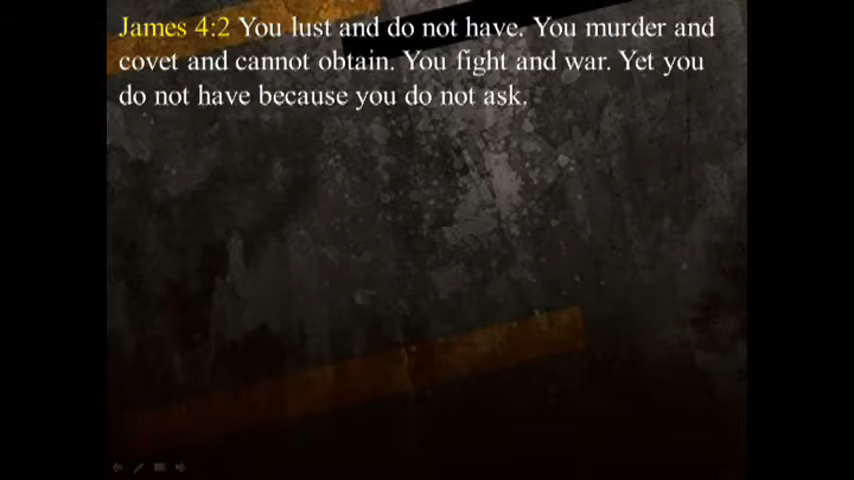 James 4:2 You lust and do not have. You murder and
covet and cannot obtain. You fight and war. Yet you
do not have because you do not ask.